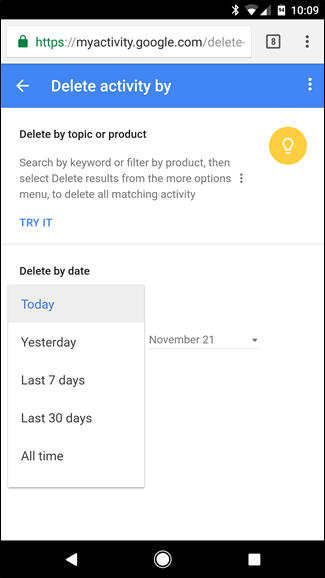 10:09
https://myactivity.google.com/delete-
8
Delete activity by
Delete by topic or product
Search by keyword or filter by product, then
select Delete results from the more options
menu, to delete all matching activity
TRY IT
Delete by date
Today
Yesterday
November 21
Last 7 days
Last 30 days
All time